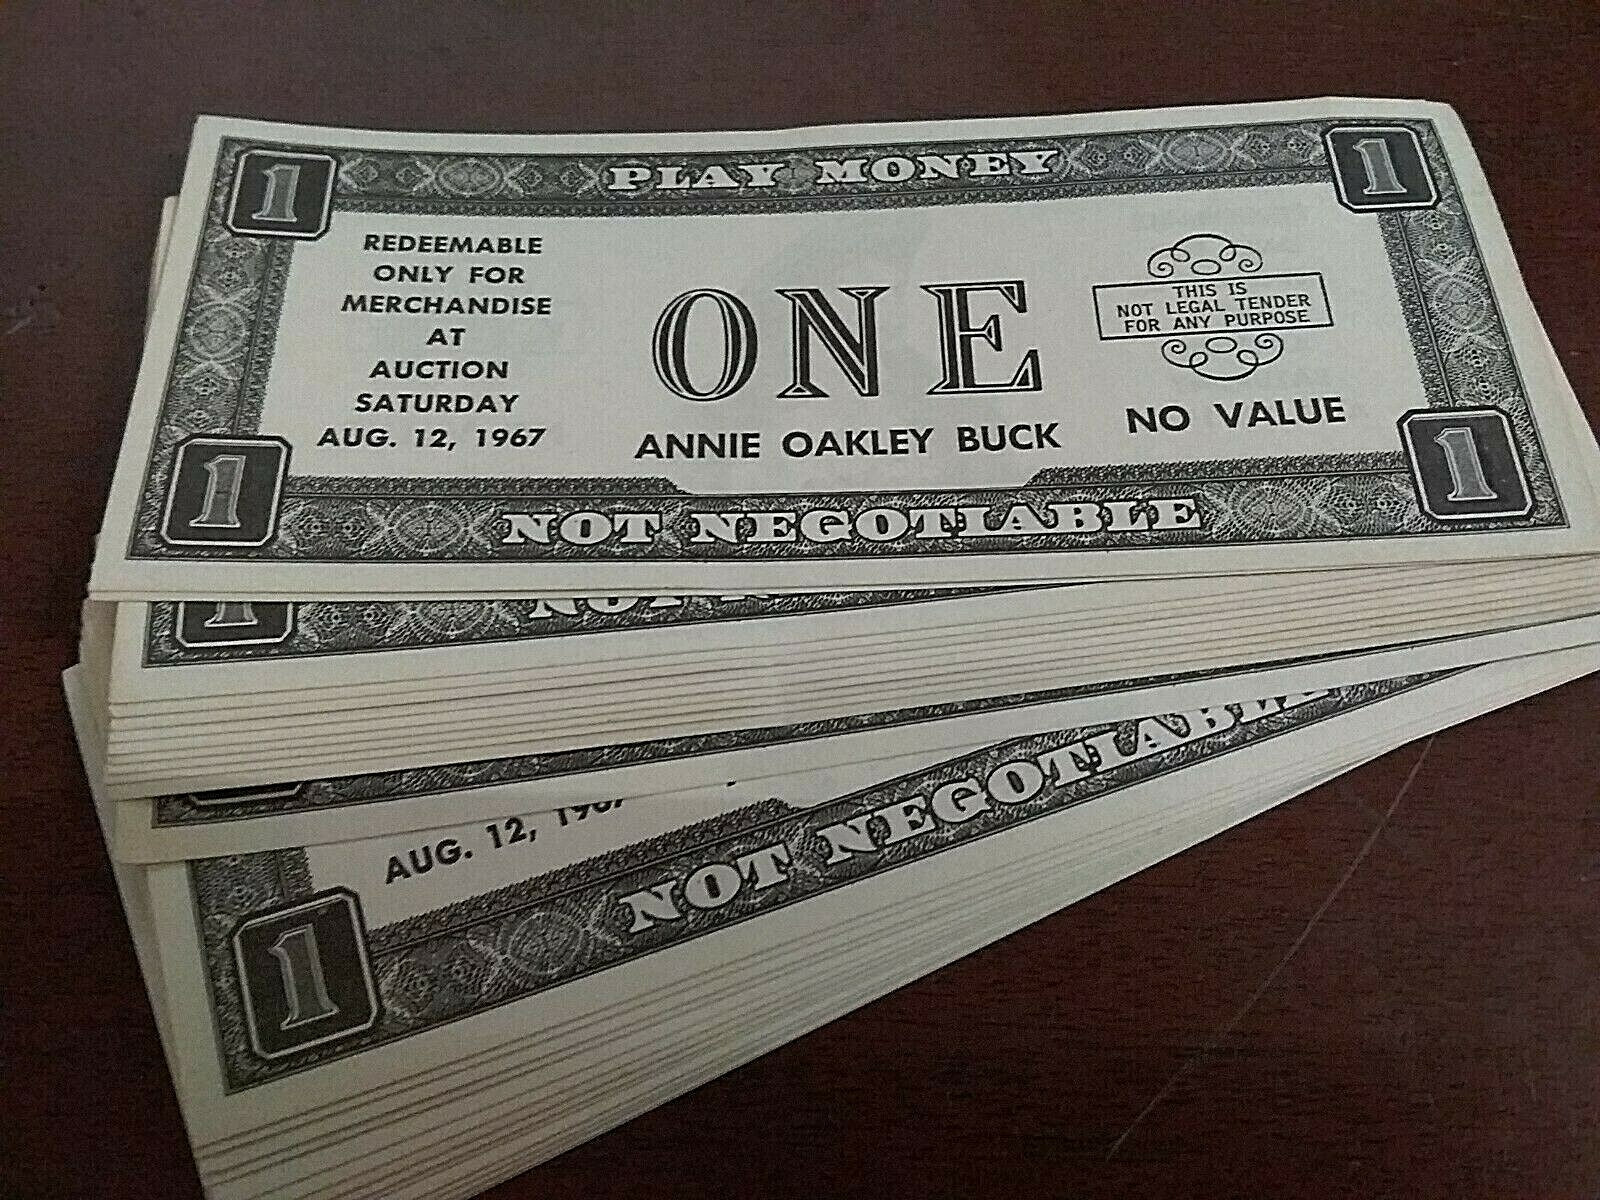 1 PLAY MONEY 1
REDEEMABLE
ONLY FOR
MERCHANDISE
AT
AUCTION
SATURDAY
AUG. 12, 1967
ONE
ANNIE OAKLEY BUCK
THIS IS
NOT LEGAL TENDER
FOR ANY PURPOSE
NO VALUE
1 NOT NEGOTIABLE 1
1 NOT
AUG. 12, 1967
1 NOT NEGOTIABLE